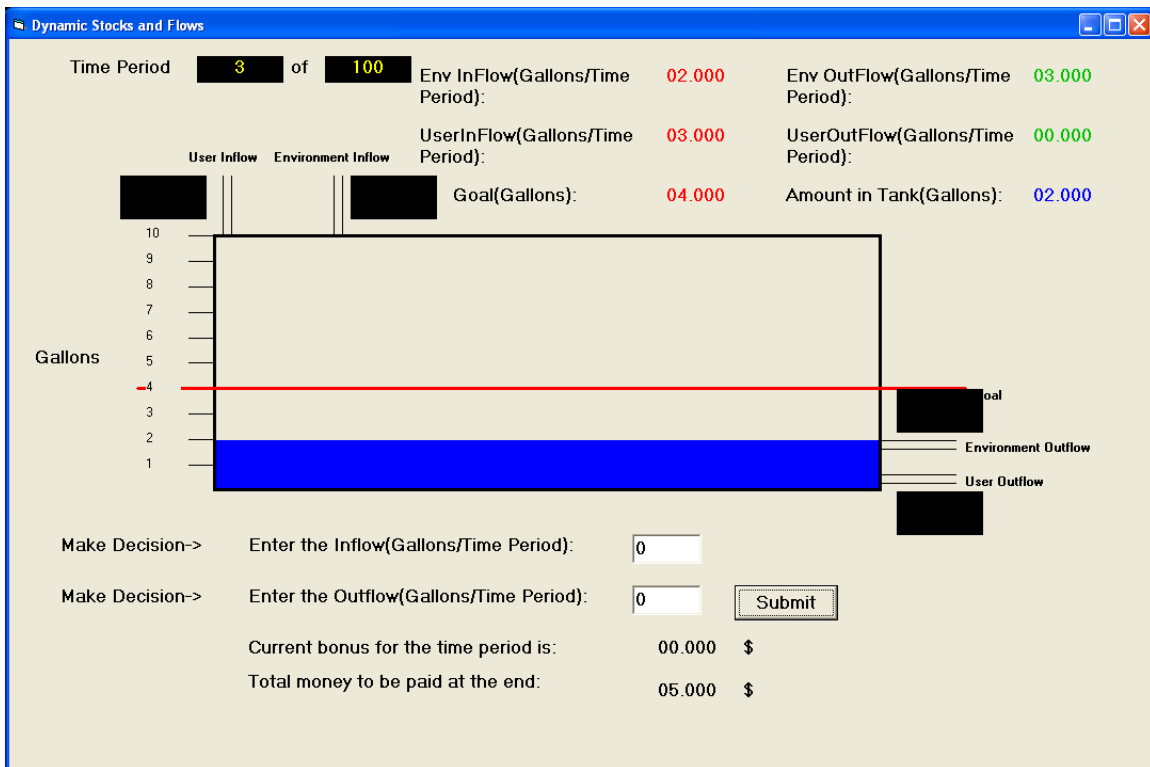 Dynamic Stocks and Flows
Time Period 3 of 100
Env InFlow(Gallons/Time Period): 02.000
Env OutFlow(Gallons/Time Period): 03.000
UserInFlow(Gallons/Time Period): 03.000
UserOutFlow(Gallons/Time Period): 00.000
User Inflow Environment Inflow
Goal(Gallons): 04.000
Amount in Tank(Gallons): 02.000
10
9
8
7
6
Gallons
5
4
3
2
1
oal
Environment Outflow
User Outflow
Make Decision-> Enter the Inflow(Gallons/Time Period): 0
Make Decision-> Enter the Outflow(Gallons/Time Period): 0 Submit
Current bonus for the time period is: 00.000 $
Total money to be paid at the end: 05.000 $